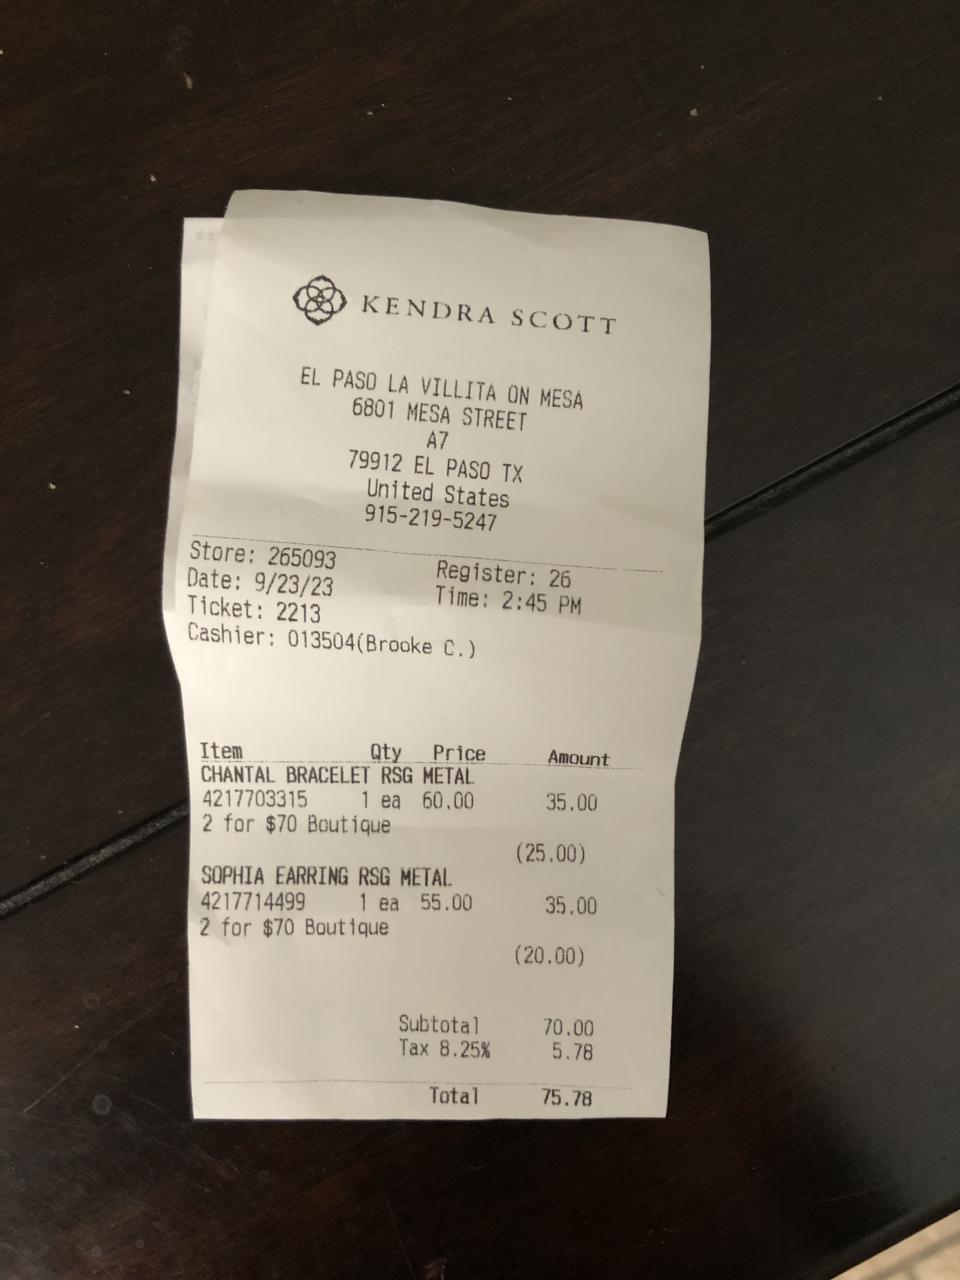 KENDRA SCOTT
EL PASO LA VILLITA ON MESA
6801 MESA STREET
A7
79912 EL PASO TX
United States
915-219-5247
Store: 265093 Register: 26
Date: 9/23/23 Time: 2:45 PM
Ticket: 2213
Cashier: 013504(Brooke C.)
Item Qty Price Amount
CHANTAL BRACELET RSG METAL
4217703315 1 ea 60.00 35.00
2 for $70 Boutique
(25.00)
SOPHIA EARRING RSG METAL
4217714499 1 ea 55.00 35.00
2 for $70 Boutique
(20.00)
Subtotal 70.00
Tax 8.25% 5.78
Total 75.78